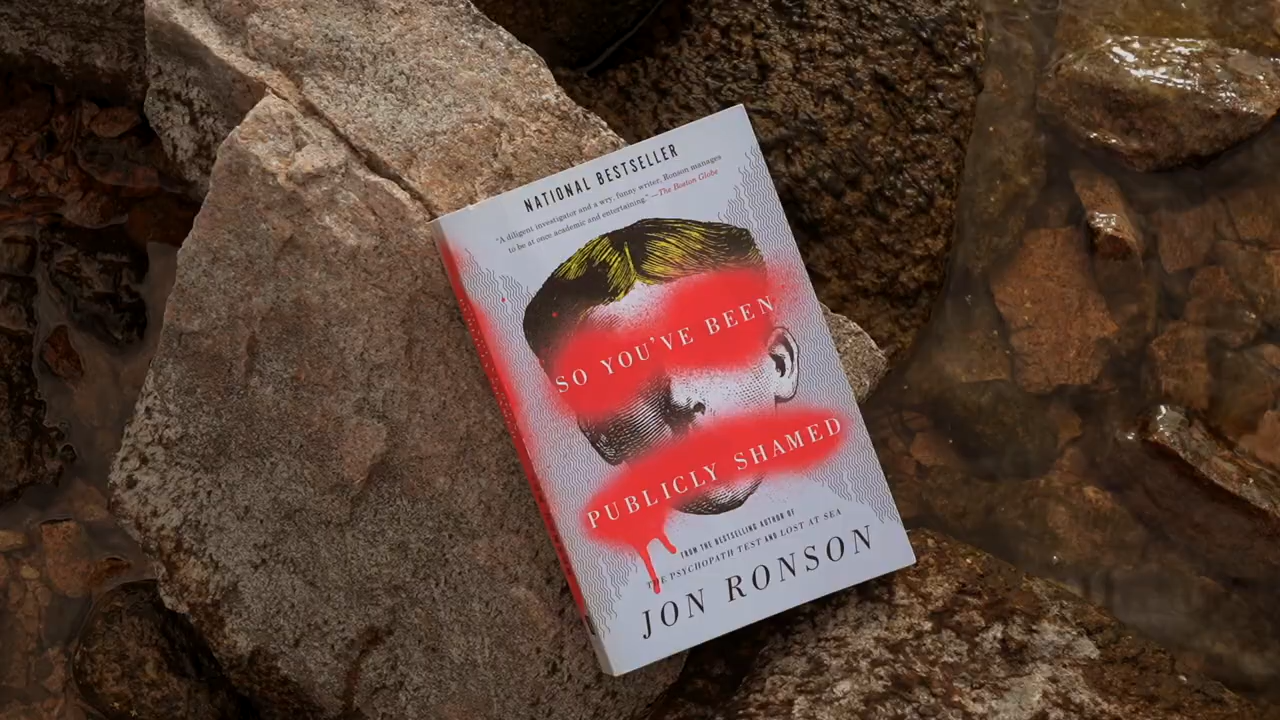 NATIONAL BESTSELLER
"A diligent investigator and a wry, funny writer, Ronson manages
to be at once academic and entertaining." —The Boston Globe
SO YOU'VE BEEN
PUBLICLY SHAMED
FROM THE BESTSELLING AUTHOR OF
THE PSYCHOPATH TEST AND LOST AT SEA
JON RONSON